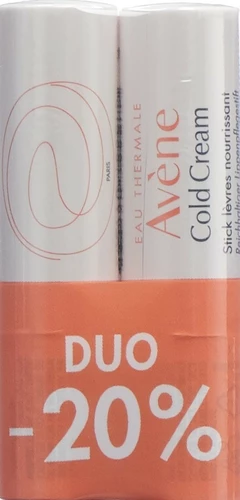 PARIS
EAU THERMALE
Avène
Cold Cream
Stick lèvres nourrissant
DUO
-20%